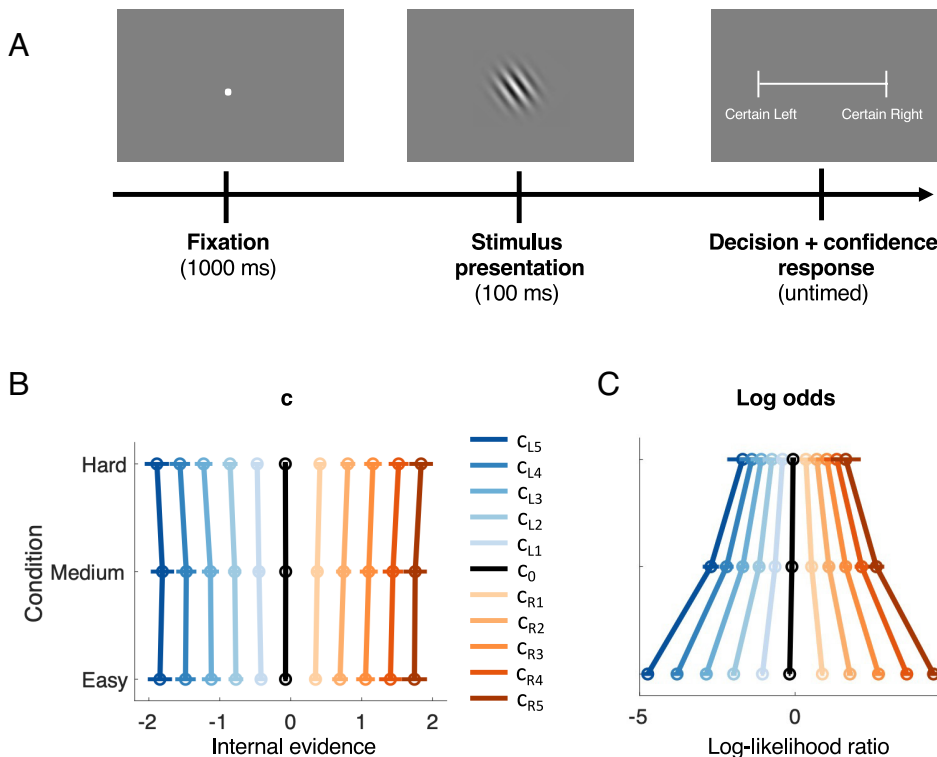 A
Certain Left
Certain Right
Fixation
(1000 ms)
Stimulus
presentation
(100 ms)
Decision + confidence
response
(untimed)
B
c
Condition
Hard
Medium
Easy
-2
-1
0
1
2
Internal evidence
CL5
CL4
CL3
CL2
CL1
C0
CR1
CR2
CR3
CR4
CR5
C
Log odds
-5
0
Log-likelihood ratio